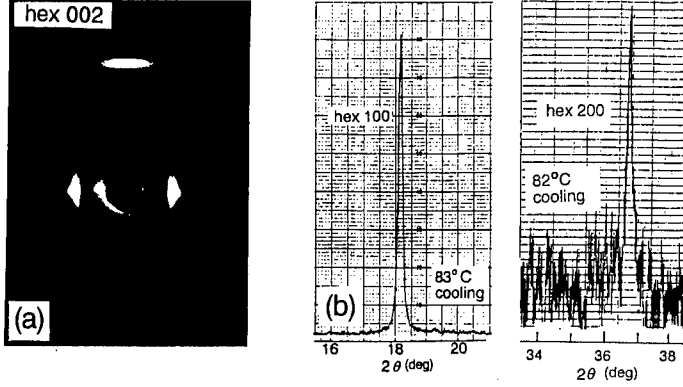 hex 002
(a)
hex 100
83°C
cooling
(b)
16 18 20
2θ (deg)
hex 200
82°C
cooling
34 36 38
2θ (deg)